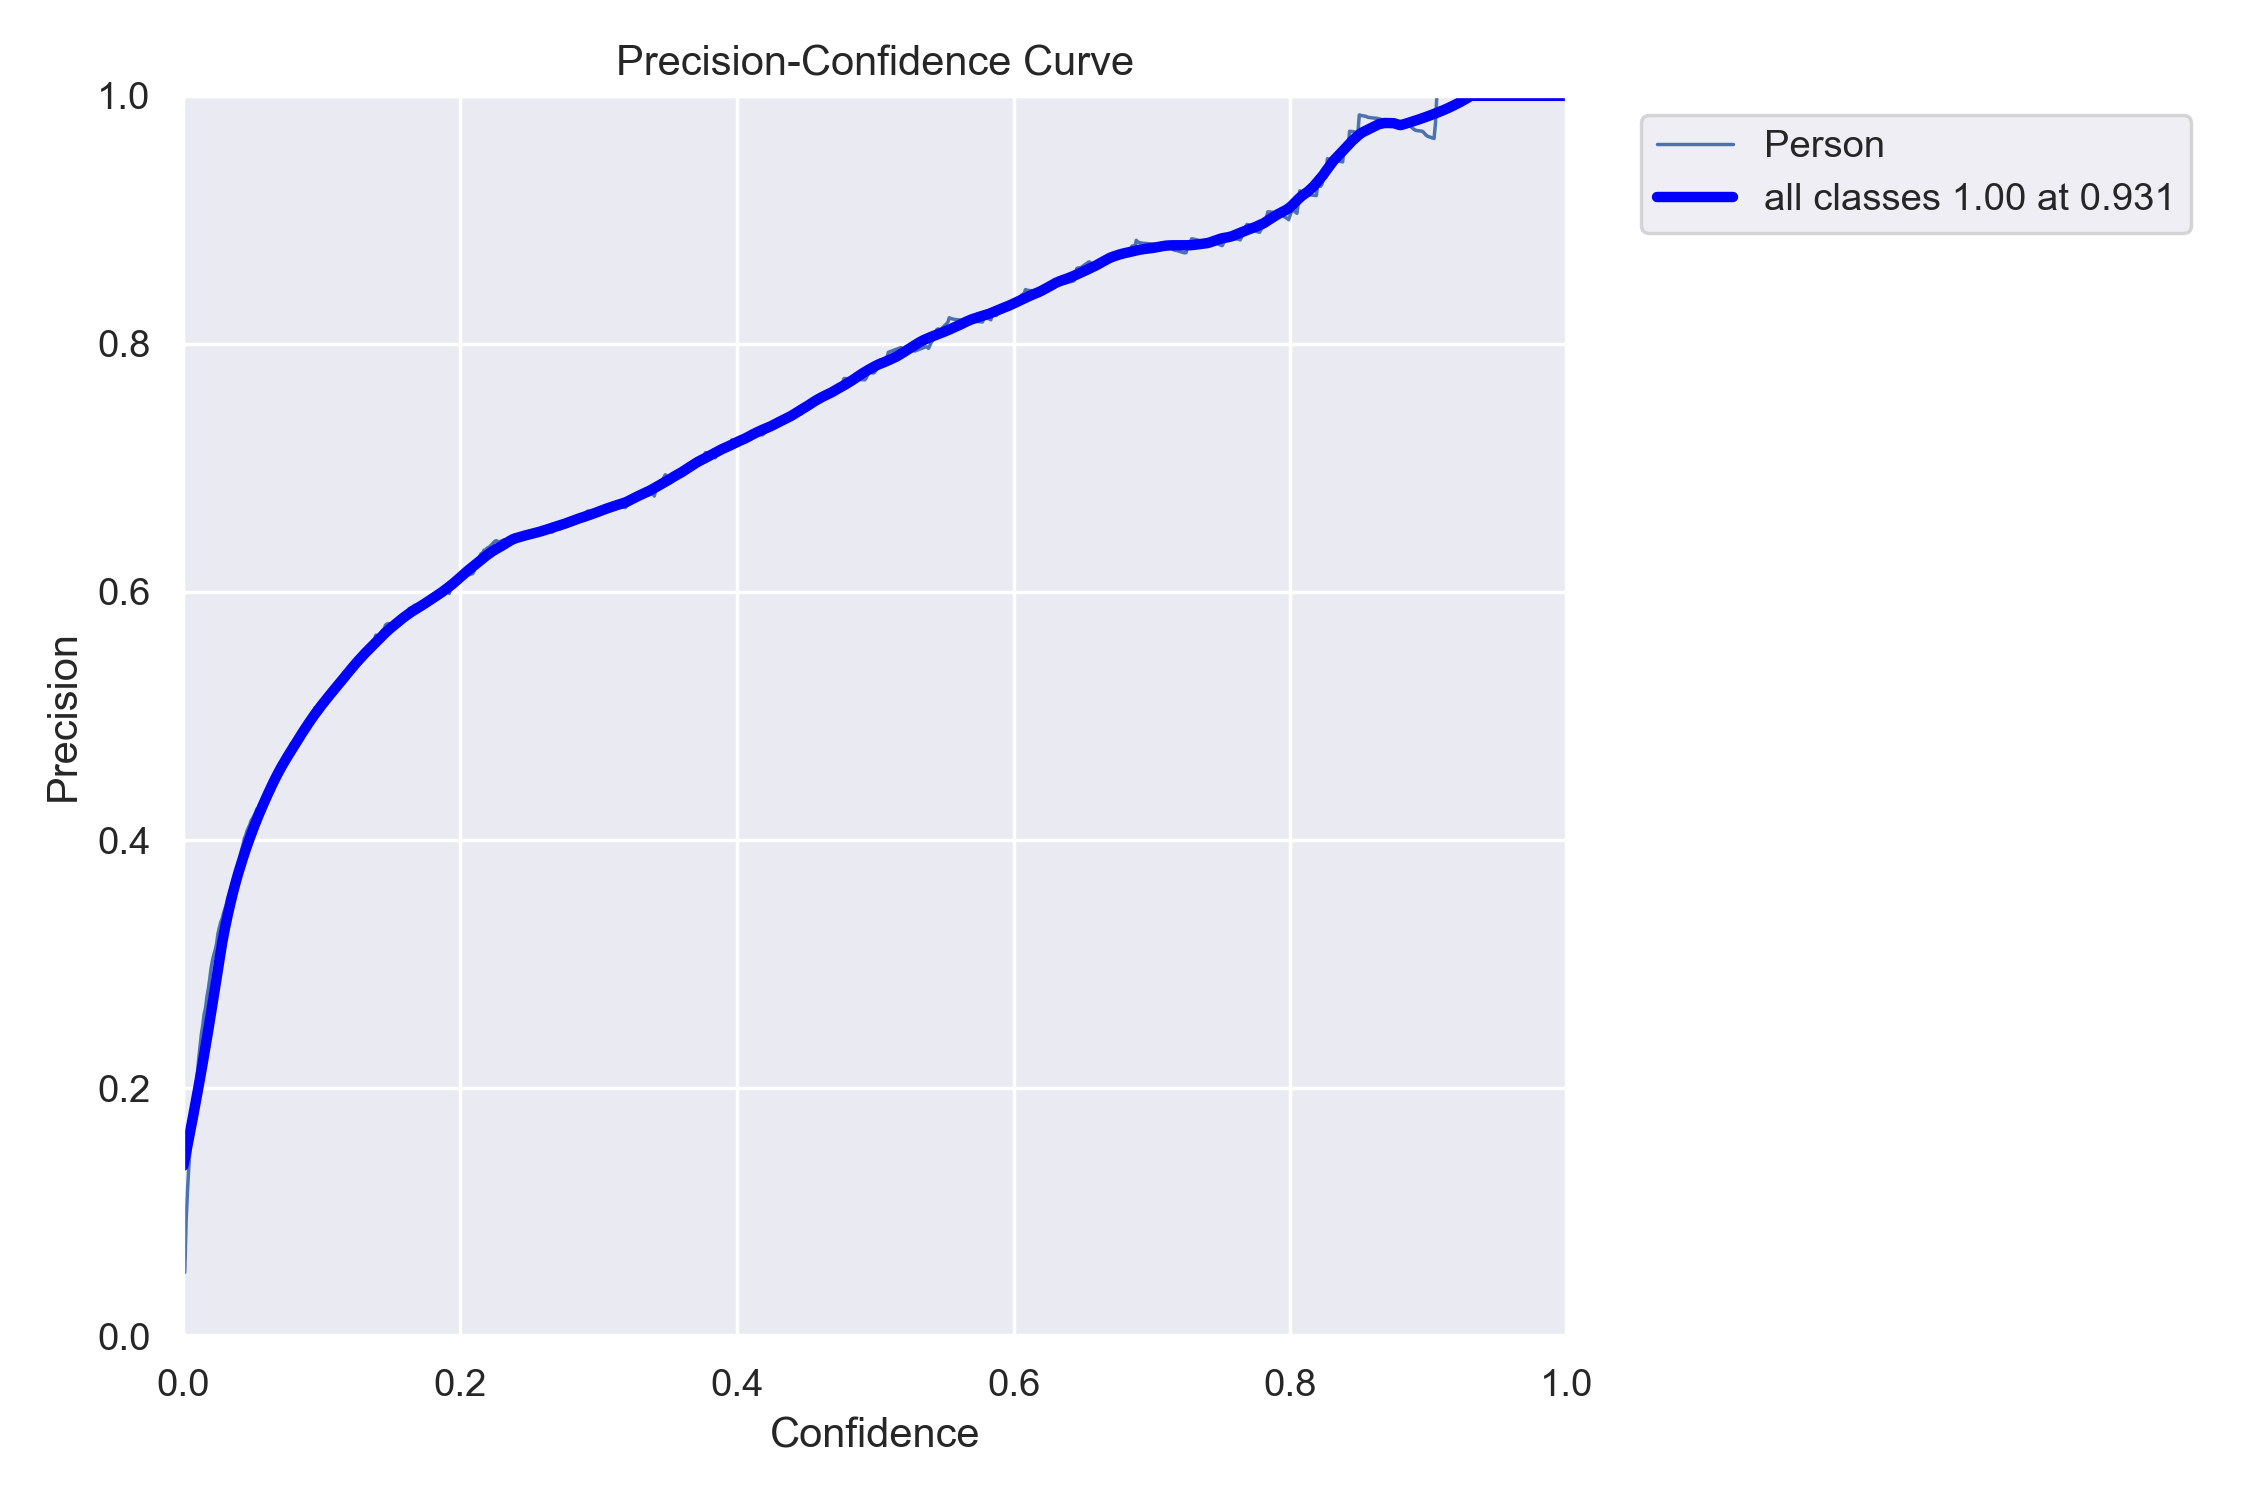 Precision-Confidence Curve
1.0
0.8
0.6
0.4
0.2
0.0
Precision
0.0 0.2 0.4 0.6 0.8 1.0
Confidence
Person
all classes 1.00 at 0.931